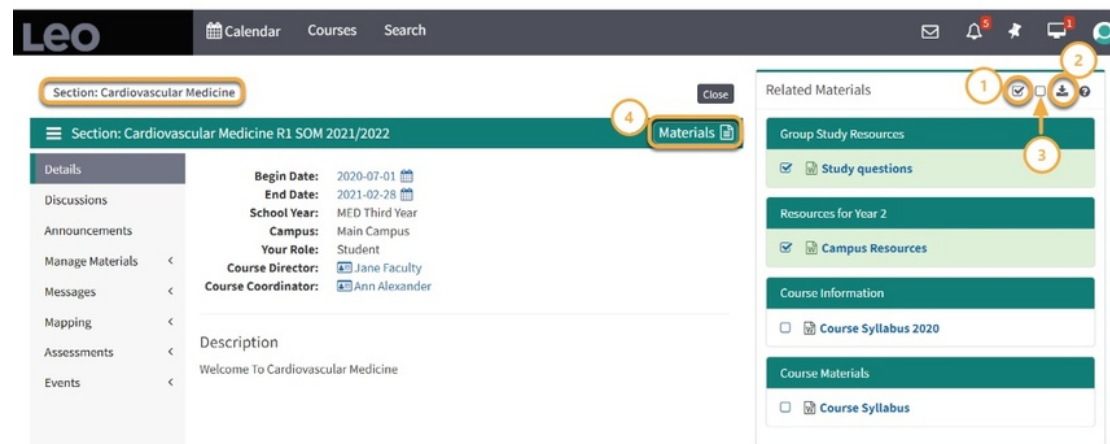 Leo
Calendar Courses Search
5
1
2
Section: Cardiovascular Medicine
Close
Related Materials
1
4
Section: Cardiovascular Medicine R1 SOM 2021/2022
Materials
3
Details
Discussions
Announcements
Manage Materials
Messages
Mapping
Assessments
Events
Begin Date: 2020-07-01
End Date: 2021-02-28
School Year: MED Third Year
Campus: Main Campus
Your Role: Student
Course Director: Jane Faculty
Course Coordinator: Ann Alexander
Description
Welcome To Cardiovascular Medicine
Group Study Resources
Study questions
Resources for Year 2
Campus Resources
Course Information
Course Syllabus 2020
Course Materials
Course Syllabus